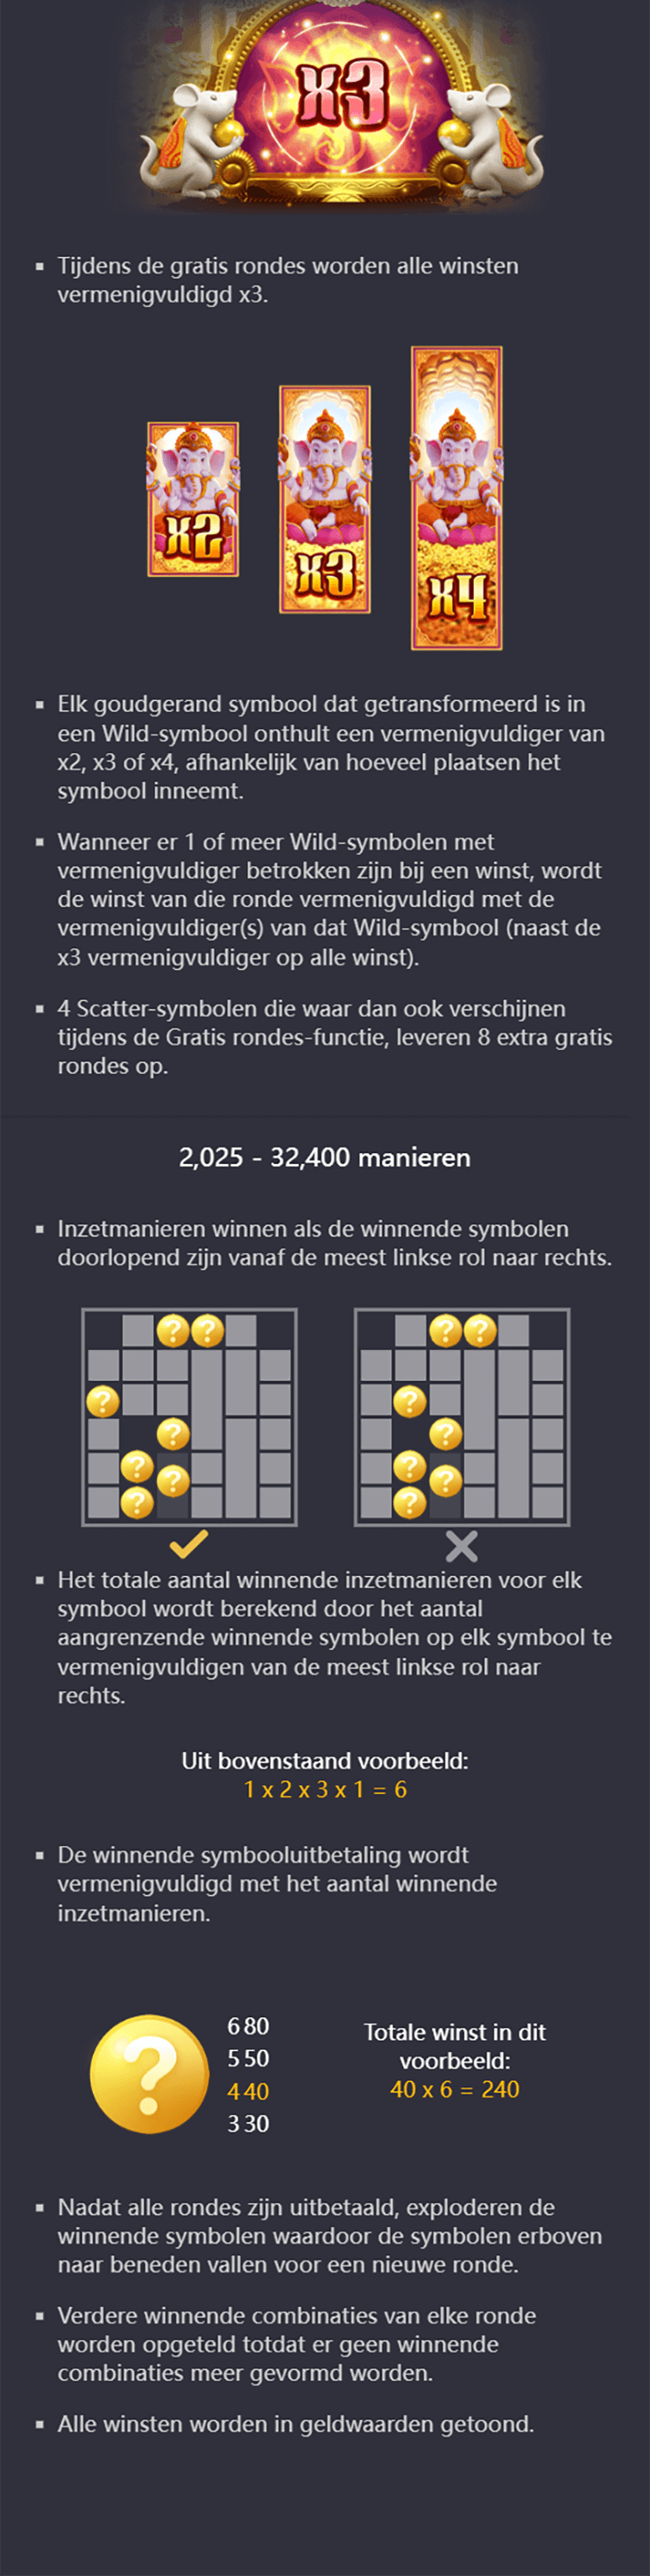 x3
Tijdens de gratis rondes worden alle winsten
vermenigvuldigd x3.
x2
x3
x4
Elk goudgerand symbool dat getransformeerd is in
een Wild-symbool onthult een vermenigvuldiger van
x2, x3 of x4, afhankelijk van hoeveel plaatsen het
symbool inneemt.
Wanneer er 1 of meer Wild-symbolen met
vermenigvuldiger betrokken zijn bij een winst, wordt
de winst van die ronde vermenigvuldigd met de
vermenigvuldiger(s) van dat Wild-symbool (naast de
x3 vermenigvuldiger op alle winst).
4 Scatter-symbolen die waar dan ook verschijnen
tijdens de Gratis rondes-functie, leveren 8 extra gratis
rondes op.
2,025 - 32,400 manieren
Inzetmanieren winnen als de winnende symbolen
doorlopend zijn vanaf de meest linkse rol naar rechts.
? ? ? ?
? ?
? ?
? ? ? ?
? ?
Het totale aantal winnende inzetmanieren voor elk
symbool wordt berekend door het aantal
aangrenzende winnende symbolen op elk symbool te
vermenigvuldigen van de meest linkse rol naar
rechts.
Uit bovenstaand voorbeeld:
1 x 2 x 3 x 1 = 6
De winnende symbooluitbetaling wordt
vermenigvuldigd met het aantal winnende
inzetmanieren.
?
6 80
5 50
4 40
3 30
Totale winst in dit
voorbeeld:
40 x 6 = 240
Nadat alle rondes zijn uitbetaald, exploderen de
winnende symbolen waardoor de symbolen erboven
naar beneden vallen voor een nieuwe ronde.
Verdere winnende combinaties van elke ronde
worden opgeteld totdat er geen winnende
combinaties meer gevormd worden.
Alle winsten worden in geldwaarden getoond.